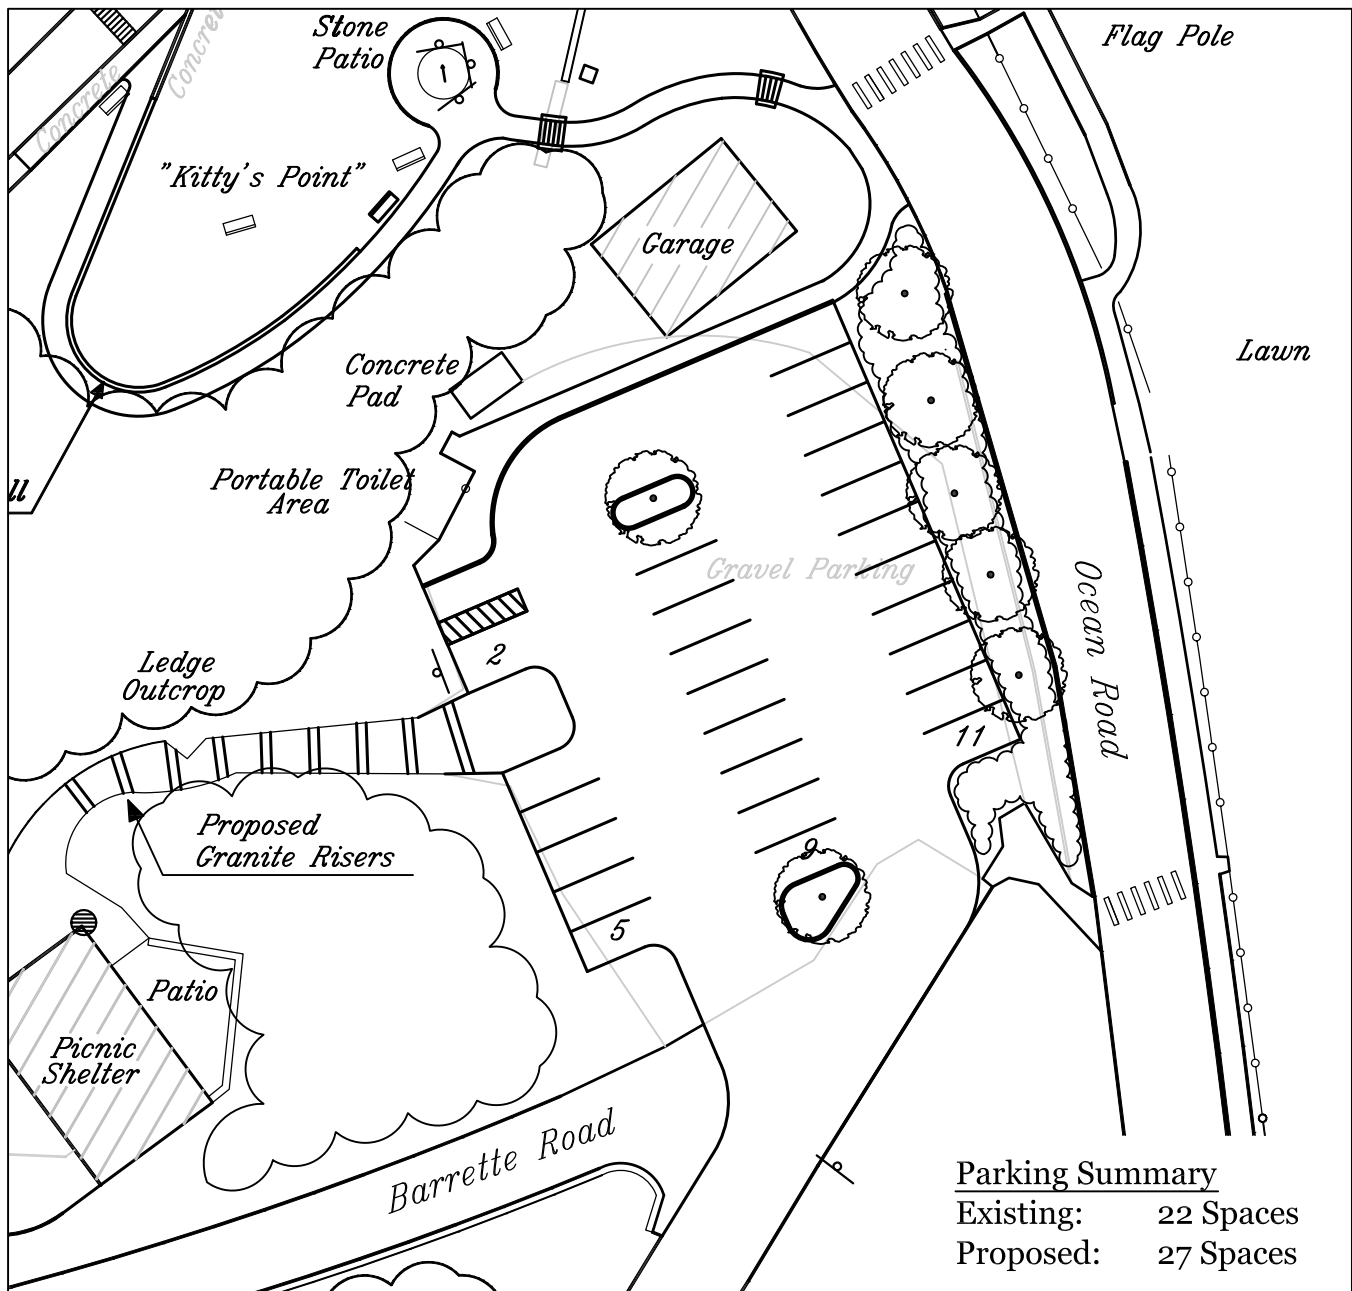 Stone
Patio
Flag Pole
Concrete
"Kitty's Point"
Garage
Concrete
Pad
Lawn
Portable Toilet
Area
ll
Gravel Parking
Ocean Road
2
Ledge
Outcrop
11
Proposed
Granite Risers
9
5
Patio
Picnic
Shelter
Barrette Road
Parking Summary
Existing: 22 Spaces
Proposed: 27 Spaces